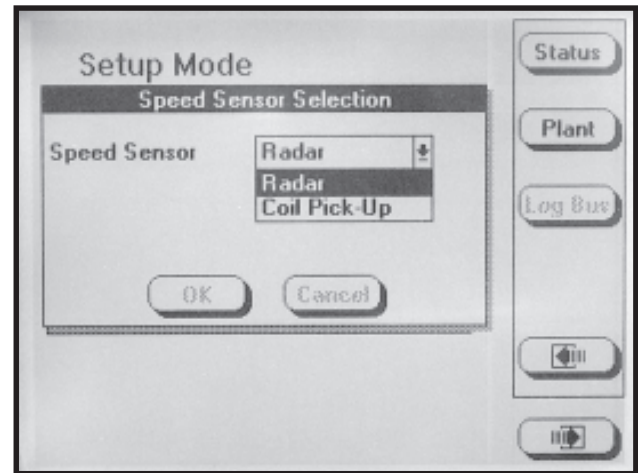 Setup Mode
Speed Sensor Selection
Speed Sensor
Radar
Radar
Coil Pick-Up
OK
Cancel
Status
Plant
Log Bus